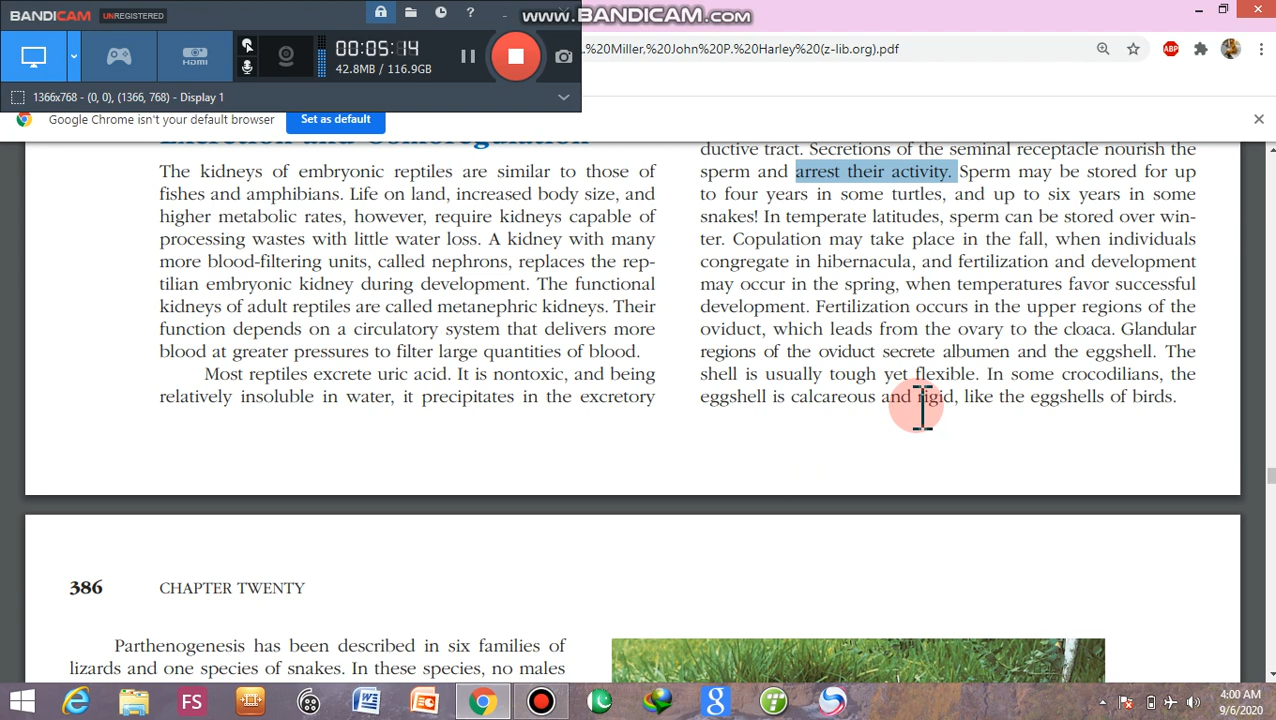 BANDICAM UNREGISTERED
www.BANDICAM.com
HDMI
00:05:14
42.8MB / 116.9GB
1366x768 - (0, 0), (1366, 768) - Display 1
.%20Miller,%20John%20P.%20Harley(z-lib.org).pdf
ABP
Google Chrome isn't your default browser
Set as default
Excretion and Osmoregulation
The kidneys of embryonic reptiles are similar to those of
fishes and amphibians. Life on land, increased body size, and
higher metabolic rates, however, require kidneys capable of
processing wastes with little water loss. A kidney with many
more blood-filtering units, called nephrons, replaces the rep-
tilian embryonic kidney during development. The functional
kidneys of adult reptiles are called metanephric kidneys. Their
function depends on a circulatory system that delivers more
blood at greater pressures to filter large quantities of blood.
Most reptiles excrete uric acid. It is nontoxic, and being
relatively insoluble in water, it precipitates in the excretory
ductive tract. Secretions of the seminal receptacle nourish the
sperm and arrest their activity. Sperm may be stored for up
to four years in some turtles, and up to six years in some
snakes! In temperate latitudes, sperm can be stored over win-
ter. Copulation may take place in the fall, when individuals
congregate in hibernacula, and fertilization and development
may occur in the spring, when temperatures favor successful
development. Fertilization occurs in the upper regions of the
oviduct, which leads from the ovary to the cloaca. Glandular
regions of the oviduct secrete albumen and the eggshell. The
shell is usually tough yet flexible. In some crocodilians, the
eggshell is calcareous and rigid, like the eggshells of birds.
386 CHAPTER TWENTY
Parthenogenesis has been described in six families of
lizards and one species of snakes. In these species, no males
FS
4:00 AM
9/6/2020